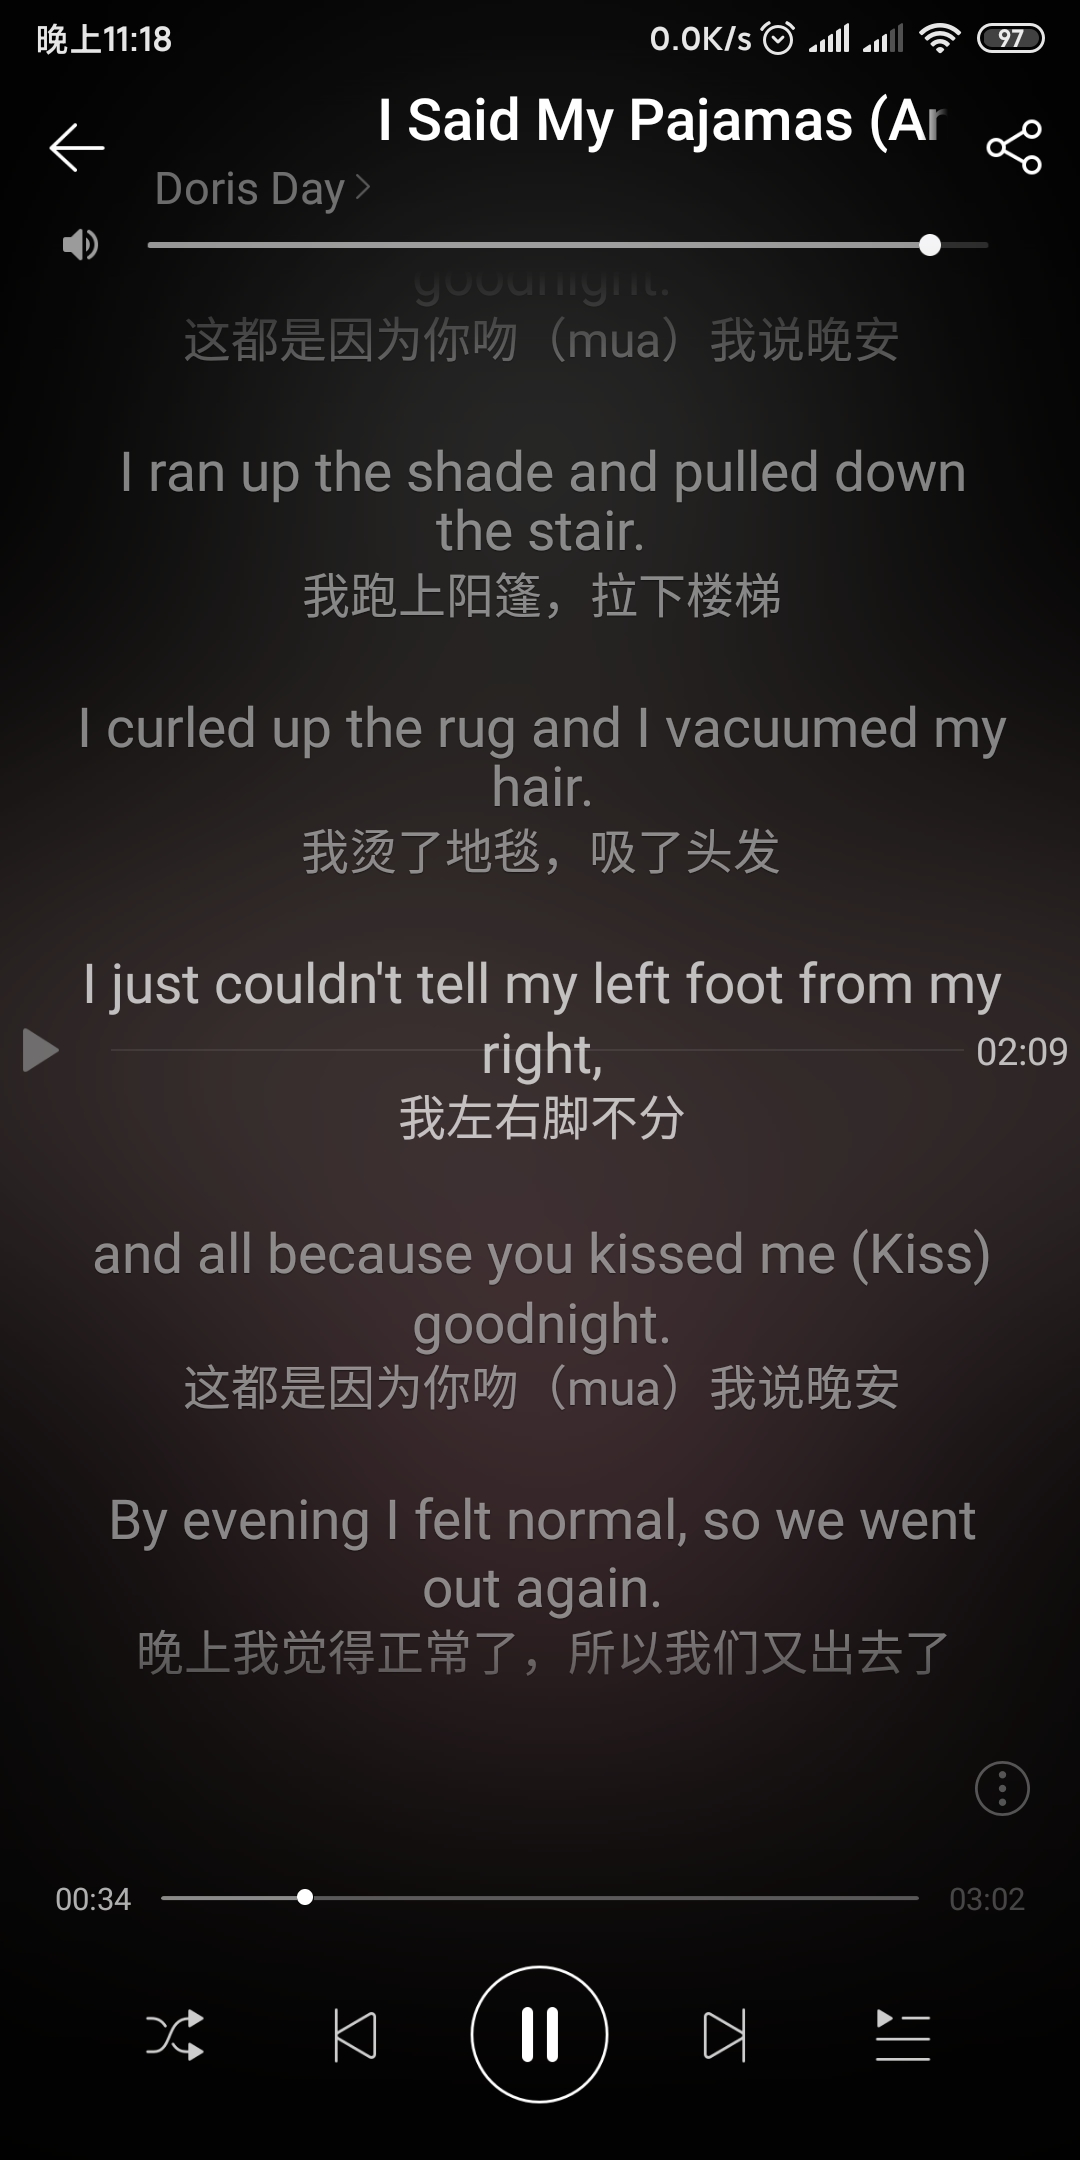 晚上11:18
0.0K/s
97
I Said My Pajamas (Ar
Doris Day
goodnight.
这都是因为你吻（mua）我说晚安
I ran up the shade and pulled down
the stair.
我跑上阳篷，拉下楼梯
I curled up the rug and I vacuumed my
hair.
我烫了地毯，吸了头发
I just couldn't tell my left foot from my
right,
02:09
我左右脚不分
and all because you kissed me (Kiss)
goodnight.
这都是因为你吻（mua）我说晚安
By evening I felt normal, so we went
out again.
晚上我觉得正常了，所以我们又出去了
00:34
03:02